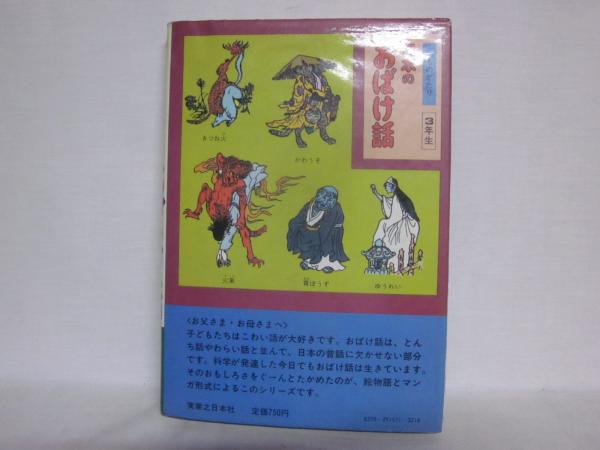 日本の
おばけ話
3年生
きつね火
かわうそ
火車
青ぼうず
ゆうれい
〈お父さま・お母さまへ〉
子どもたちはこわい話が大好きです。おばけ話は、とん
ち話やわらい話と並んで、日本の昔話に欠かせない部分
です。科学が発達した今日でもおばけ話は生きています。
そのおもしろさをぐーんとたかめたのが、絵物語とマン
ガ形式によるこのシリーズです。
実業之日本社 定価750円